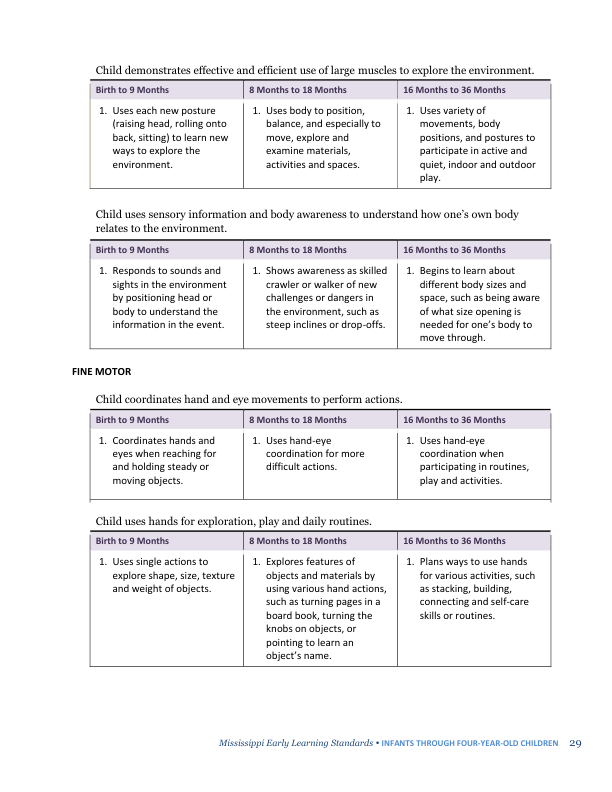 Child demonstrates effective and efficient use of large muscles to explore the environment.
Birth to 9 Months
8 Months to 18 Months
16 Months to 36 Months
1. Uses each new posture
(raising head, rolling onto
back, sitting) to learn new
ways to explore the
environment.
1. Uses body to position,
balance, and especially to
move, explore and
examine materials,
activities and spaces.
1. Uses variety of
movements, body
positions, and postures to
participate in active and
quiet, indoor and outdoor
play.
Child uses sensory information and body awareness to understand how one’s own body
relates to the environment.
Birth to 9 Months
8 Months to 18 Months
16 Months to 36 Months
1. Responds to sounds and
sights in the environment
by positioning head or
body to understand the
information in the event.
1. Shows awareness as skilled
crawler or walker of new
challenges or dangers in
the environment, such as
steep inclines or drop-offs.
1. Begins to learn about
different body sizes and
space, such as being aware
of what size opening is
needed for one’s body to
move through.
FINE MOTOR
Child coordinates hand and eye movements to perform actions.
Birth to 9 Months
8 Months to 18 Months
16 Months to 36 Months
1. Coordinates hands and
eyes when reaching for
and holding steady or
moving objects.
1. Uses hand-eye
coordination for more
difficult actions.
1. Uses hand-eye
coordination when
participating in routines,
play and activities.
Child uses hands for exploration, play and daily routines.
Birth to 9 Months
8 Months to 18 Months
16 Months to 36 Months
1. Uses single actions to
explore shape, size, texture
and weight of objects.
1. Explores features of
objects and materials by
using various hand actions,
such as turning pages in a
board book, turning the
knobs on objects, or
pointing to learn an
object’s name.
1. Plans ways to use hands
for various activities, such
as stacking, building,
connecting and self-care
skills or routines.
Mississippi Early Learning Standards • INFANTS THROUGH FOUR-YEAR-OLD CHILDREN 29